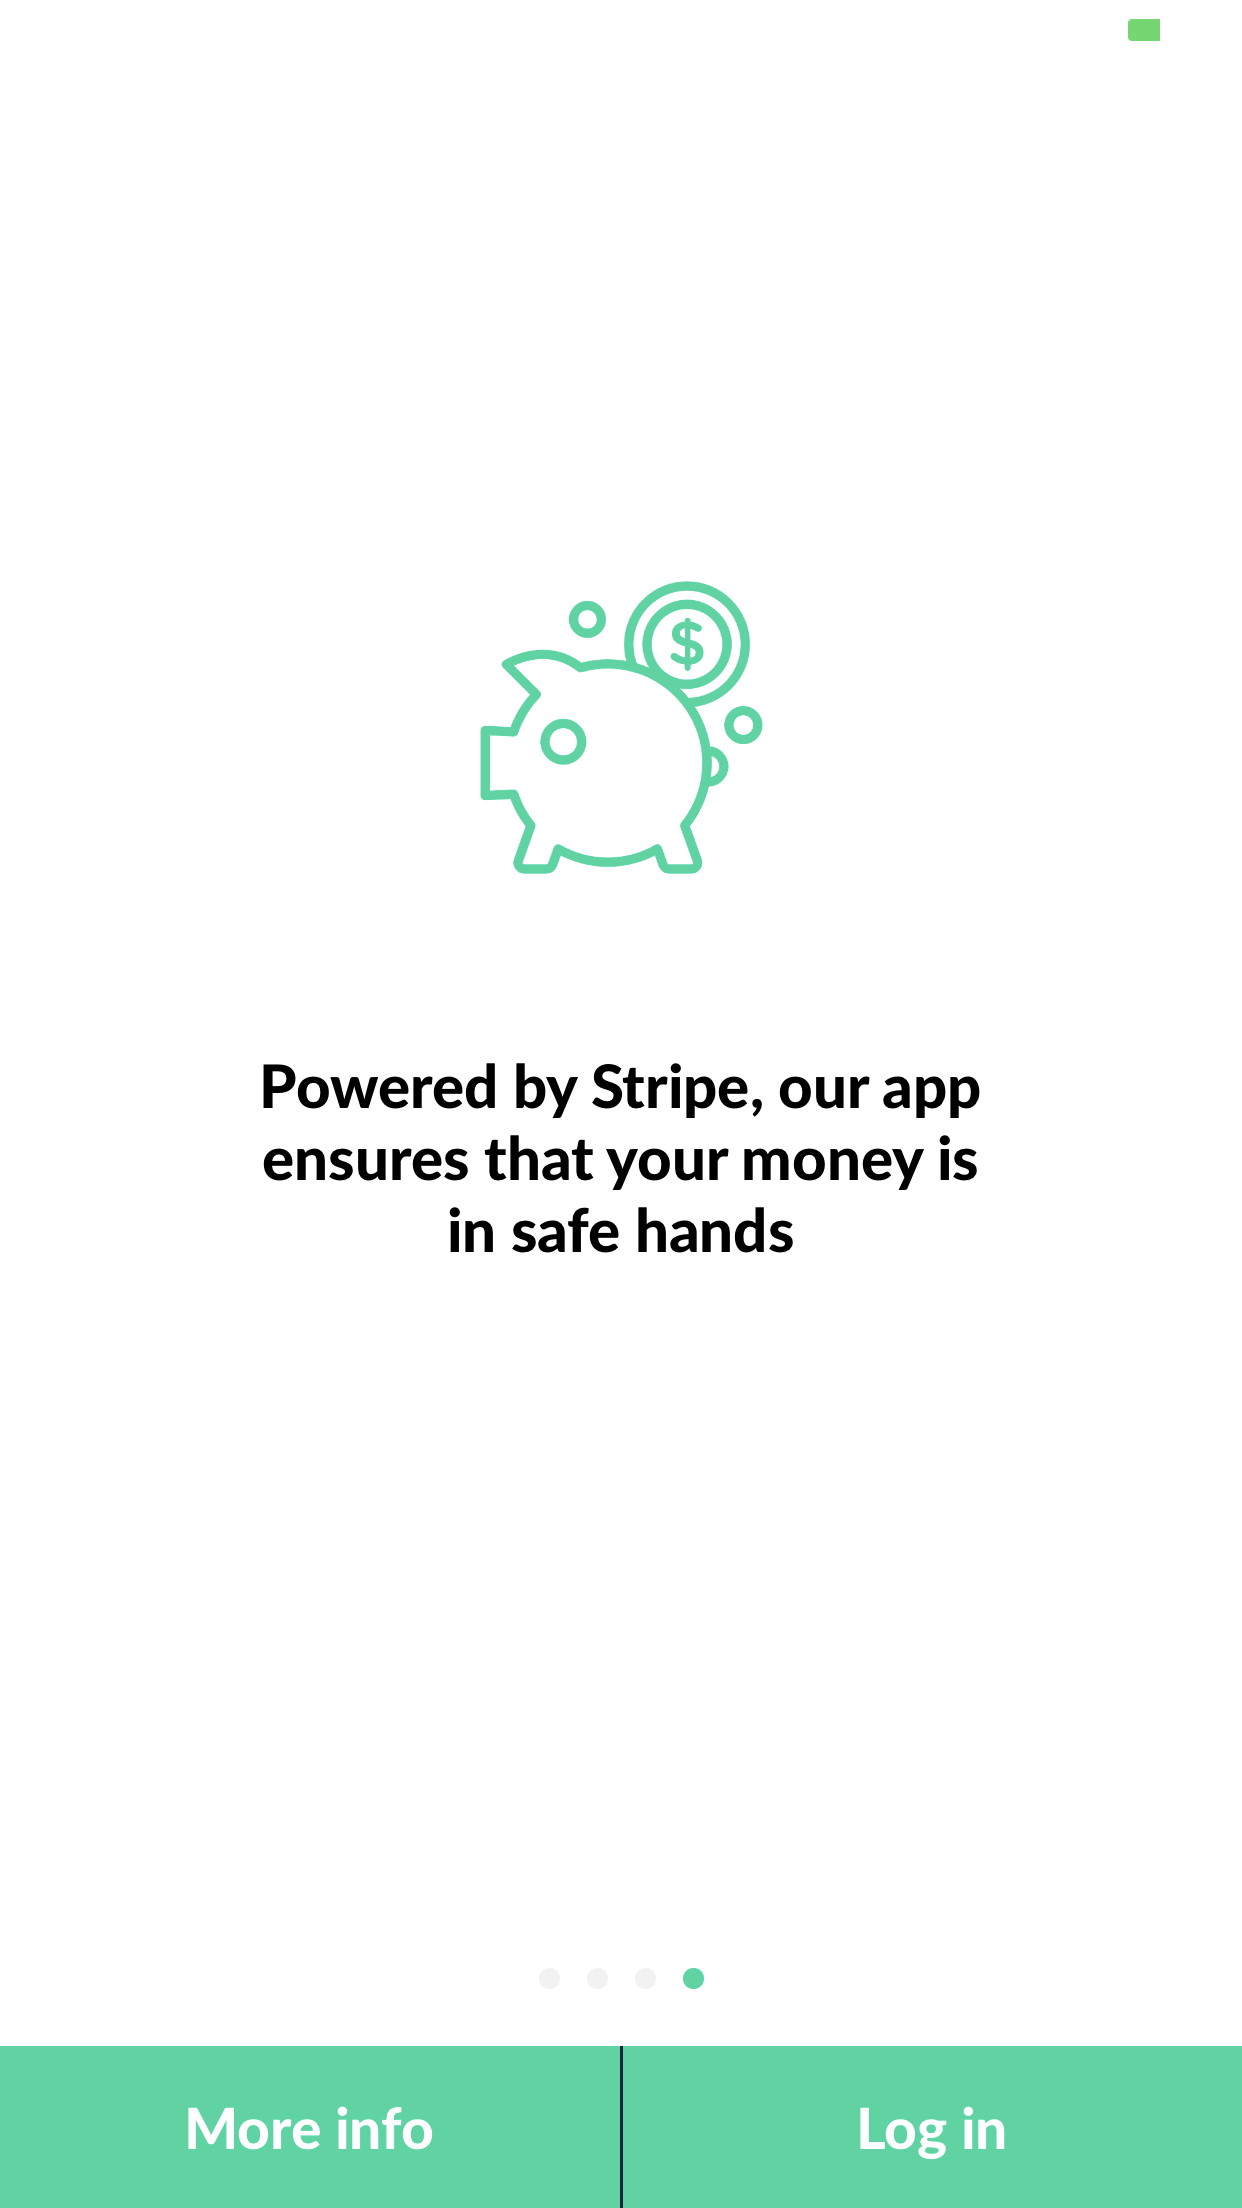 $
Powered by Stripe, our app
ensures that your money is
in safe hands
More info
Log in